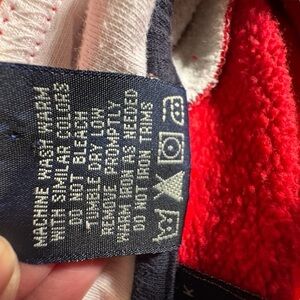 MACHINE WASH WARM
WITH SIMILAR COLORS
DO NOT BLEACH
TUMBLE DRY LOW
REMOVE PROMPTLY
WARM IRON AS NEEDED
DO NOT IRON TRIMS
K